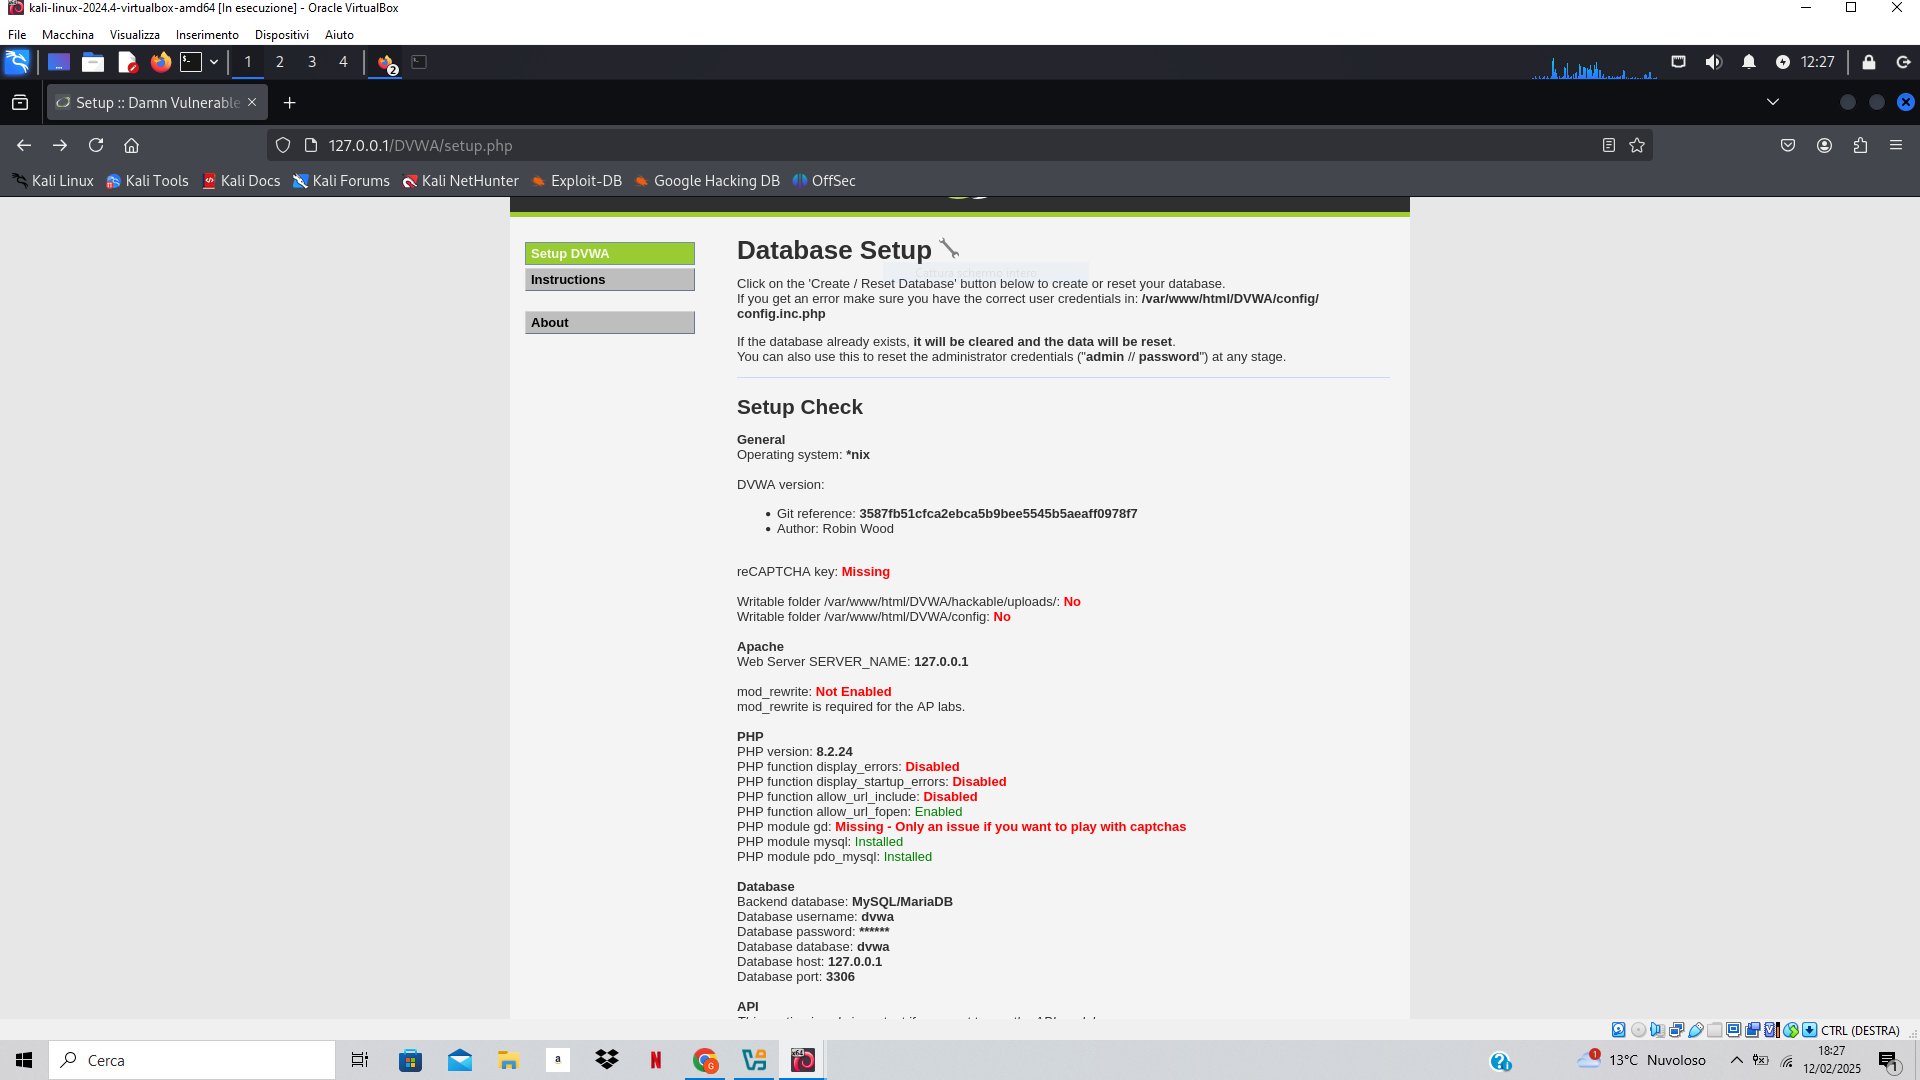 kali-linux-2024.4-virtualbox-amd64 [In esecuzione] - Oracle VirtualBox
File Macchina Visualizza Inserimento Dispositivi Aiuto
1 2 3 4 2 12:27
Setup :: Damn Vulnerable
127.0.0.1/DVWA/setup.php
Kali Linux Kali Tools Kali Docs Kali Forums Kali NetHunter Exploit-DB Google Hacking DB OffSec
Setup DVWA
Instructions
About
Database Setup
Cattura schermo intero
Click on the 'Create / Reset Database' button below to create or reset your database.
If you get an error make sure you have the correct user credentials in: /var/www/html/DVWA/config/
config.inc.php
If the database already exists, it will be cleared and the data will be reset.
You can also use this to reset the administrator credentials ("admin // password") at any stage.
Setup Check
General
Operating system: *nix
DVWA version:
• Git reference: 3587fb51cfca2ebca5b9bee5545b5aeaff0978f7
• Author: Robin Wood
reCAPTCHA key: Missing
Writable folder /var/www/html/DVWA/hackable/uploads/: No
Writable folder /var/www/html/DVWA/config: No
Apache
Web Server SERVER_NAME: 127.0.0.1
mod_rewrite: Not Enabled
mod_rewrite is required for the AP labs.
PHP
PHP version: 8.2.24
PHP function display_errors: Disabled
PHP function display_startup_errors: Disabled
PHP function allow_url_include: Disabled
PHP function allow_url_fopen: Enabled
PHP module gd: Missing - Only an issue if you want to play with captchas
PHP module mysql: Installed
PHP module pdo_mysql: Installed
Database
Backend database: MySQL/MariaDB
Database username: dvwa
Database password: ******
Database database: dvwa
Database host: 127.0.0.1
Database port: 3306
API
CTRL (DESTRA)
Cerca
13°C Nuvoloso
18:27
12/02/2025